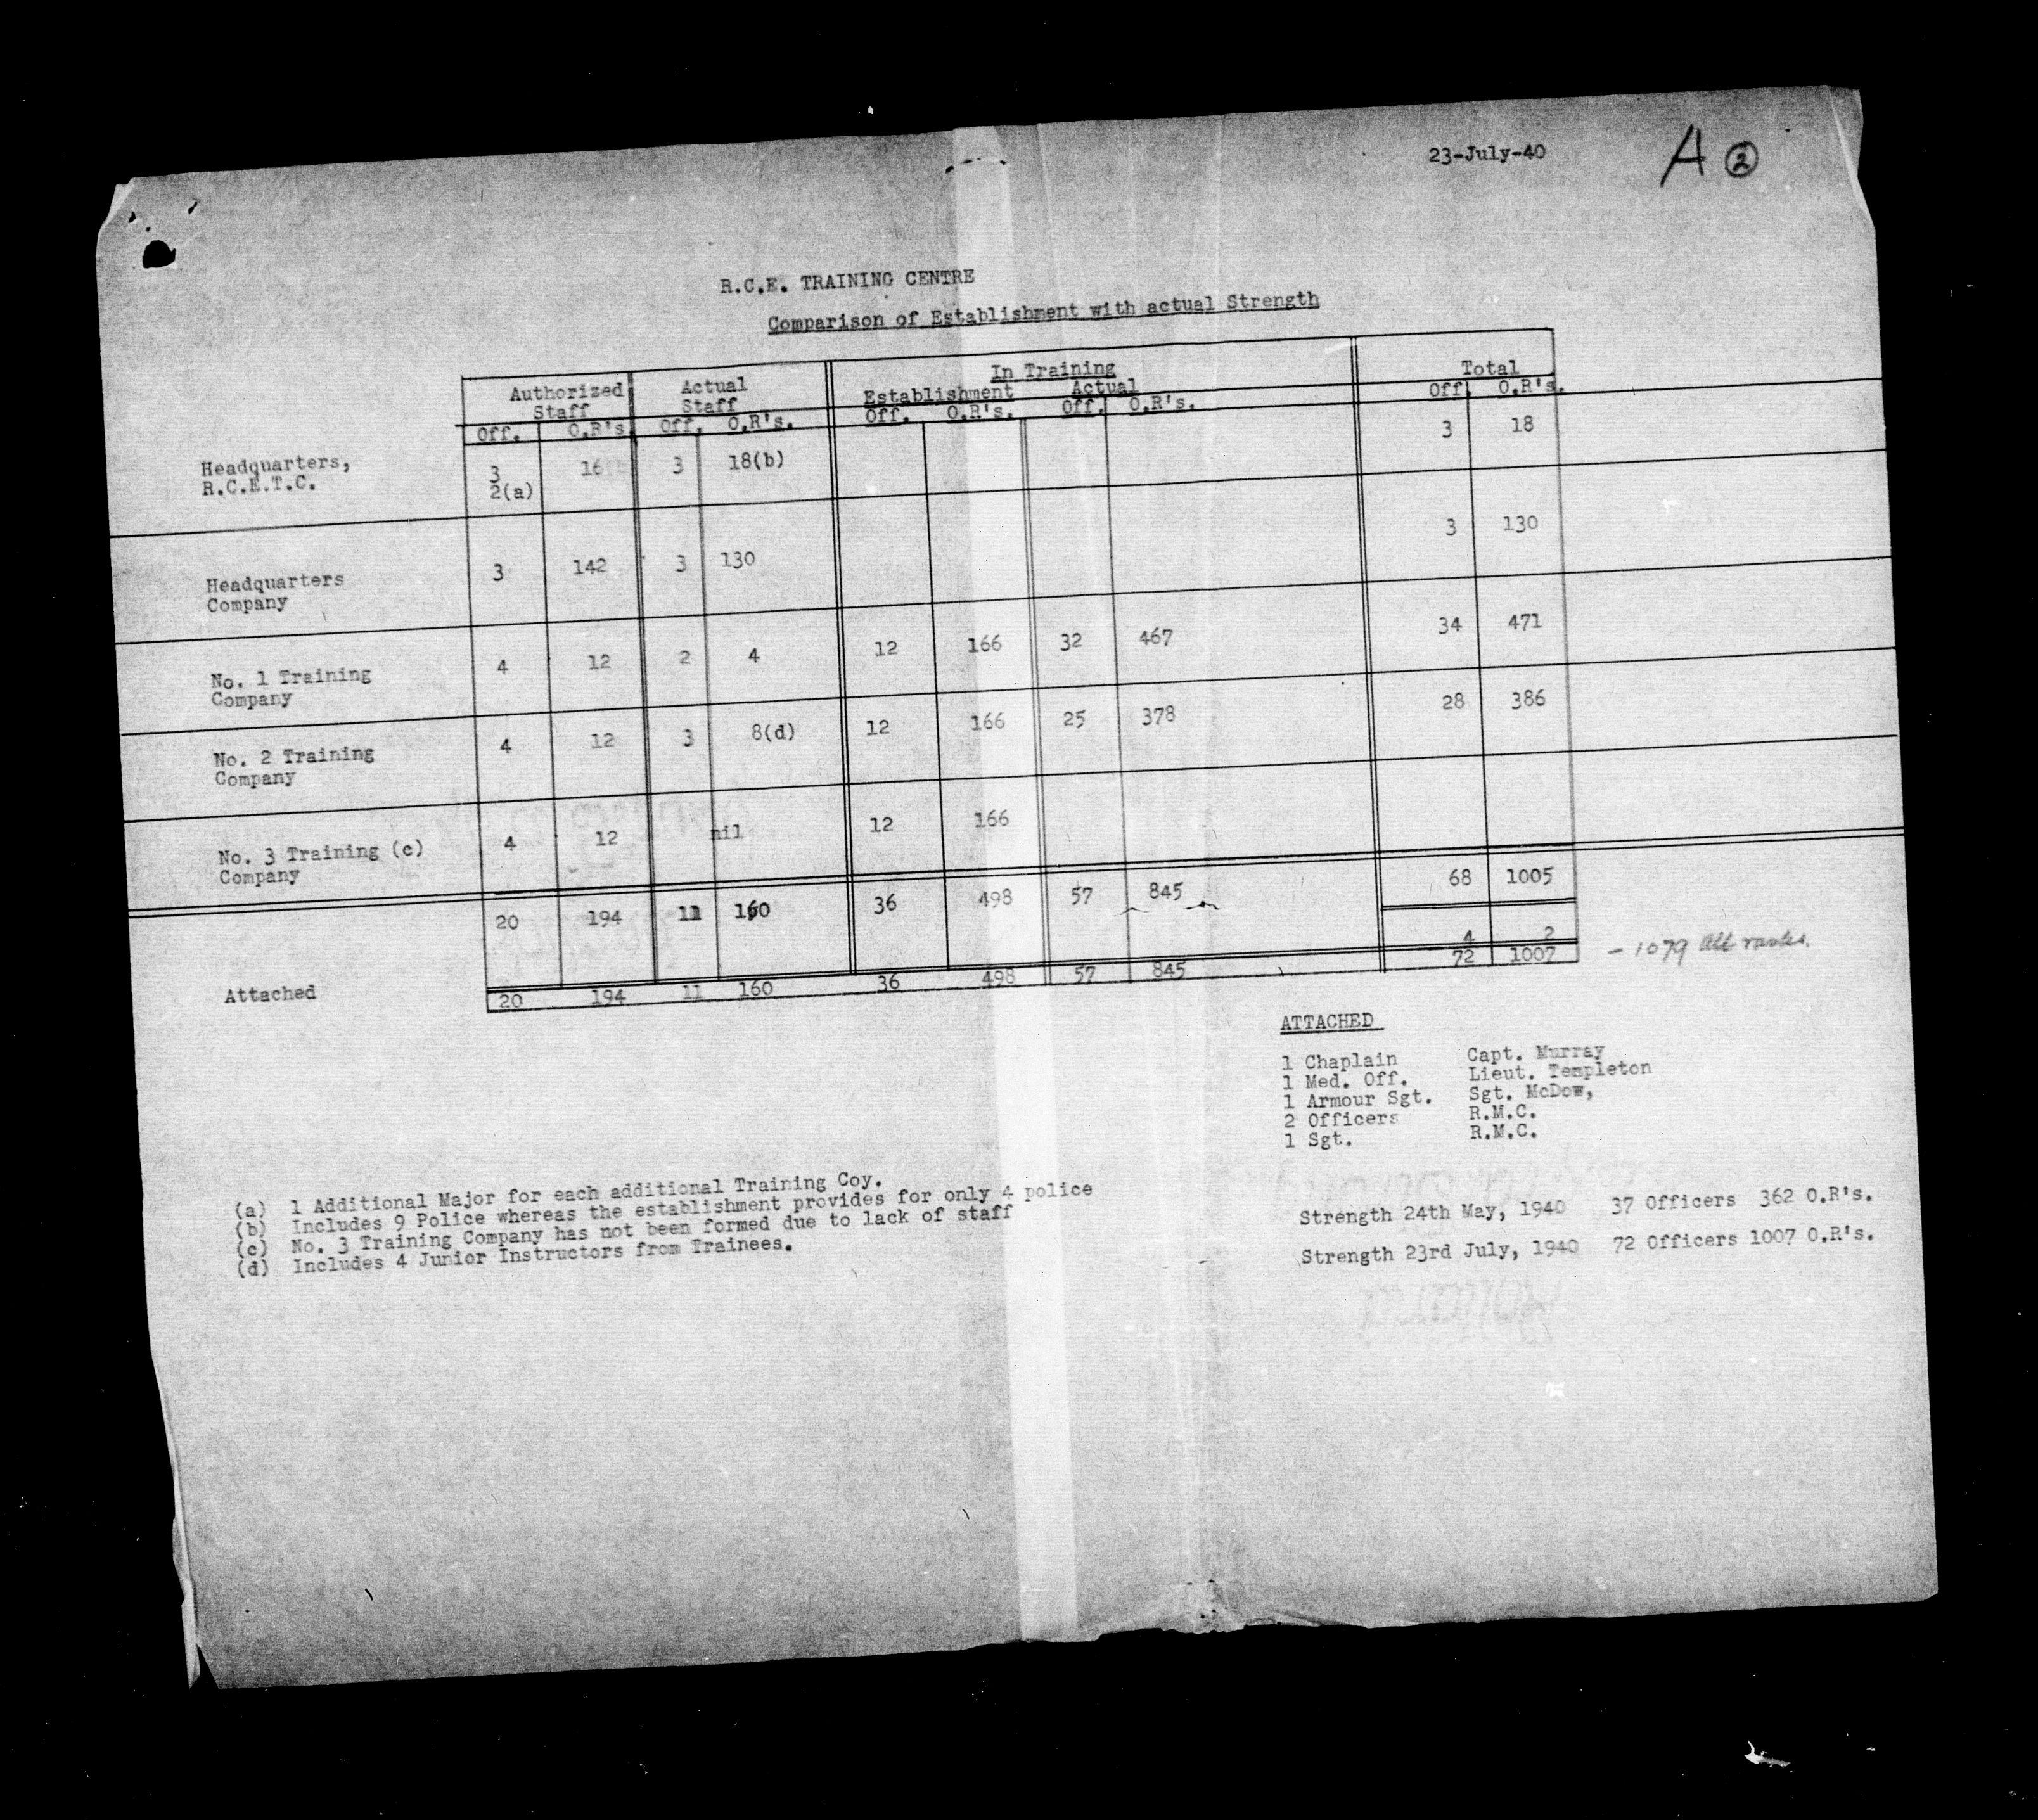 23-July-40 A 2
R.C.E. TRAINING CENTRE
Comparison of Establishment with actual Strength
Authorized Staff Actual Staff In Training Total
Establishment Actual
Off. O.R's. Off. O.R's. Off. O.R's. Off. O.R's. Off. O.R's.
Headquarters, 3 16 3 18(b) 3 18
R.C.E.T.C. 2(a)
Headquarters 3 142 3 130 3 130
Company
No. 1 Training 4 12 2 4 12 166 32 467 34 471
Company
No. 2 Training 4 12 3 8(d) 12 166 25 378 28 386
Company
No. 3 Training (c) 4 12 nil 12 166
Company
20 194 11 160 36 498 57 845 68 1005
Attached 4 2
20 194 11 160 36 498 57 845 72 1007 - 1079 All ranks.
ATTACHED
1 Chaplain Capt. Murray
1 Med. Off. Lieut. Templeton
1 Armour Sgt. Sgt. McDow,
2 Officers R.M.C.
1 Sgt. R.M.C.
(a) 1 Additional Major for each additional Training Coy.
(b) Includes 9 Police whereas the establishment provides for only 4 police
(c) No. 3 Training Company has not been formed due to lack of staff
(d) Includes 4 Junior Instructors from Trainees.
Strength 24th May, 1940 37 Officers 362 O.R's.
Strength 23rd July, 1940 72 Officers 1007 O.R's.